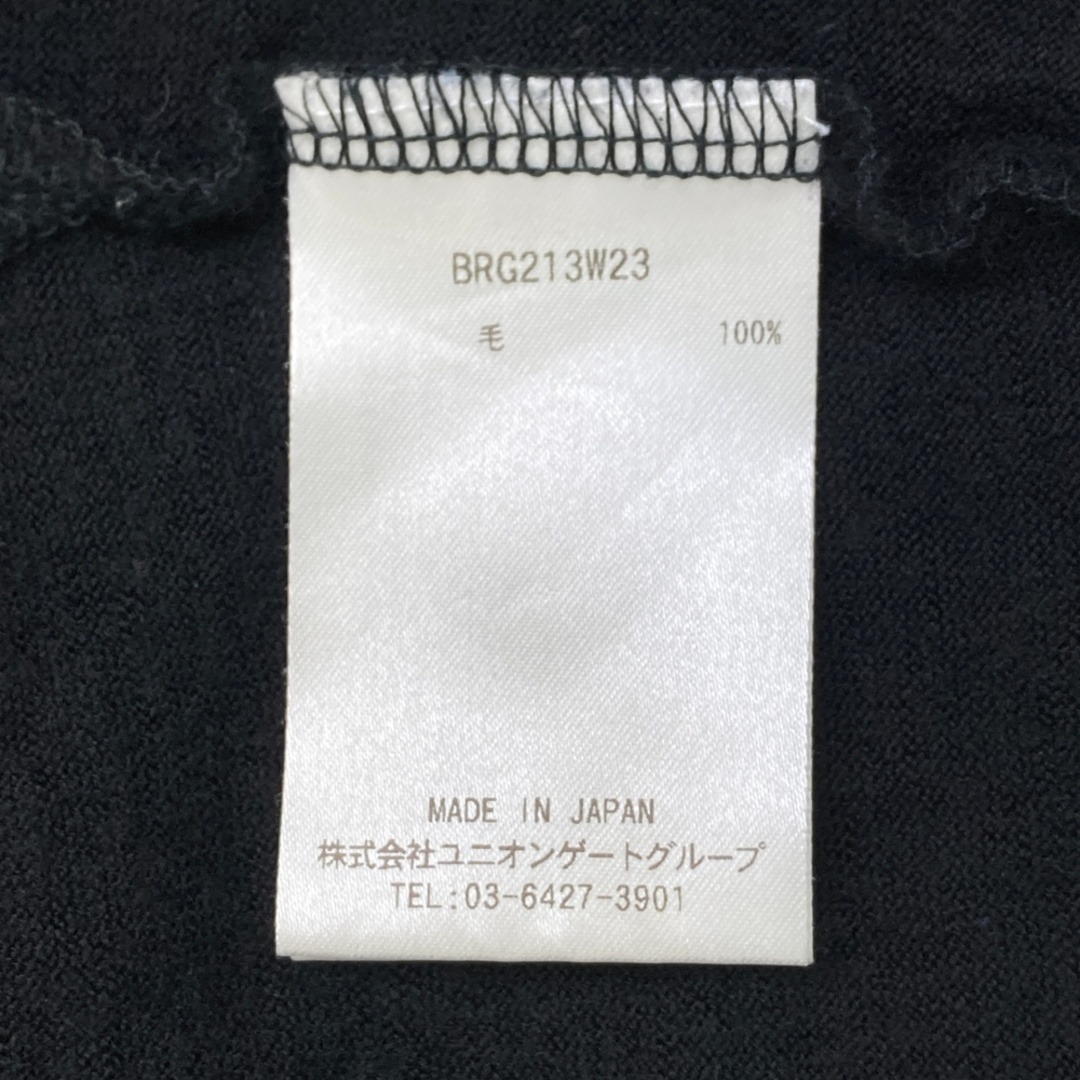 BRG213W23
毛 100%
MADE IN JAPAN
株式会社ユニオンゲートグループ
TEL:03-6427-3901